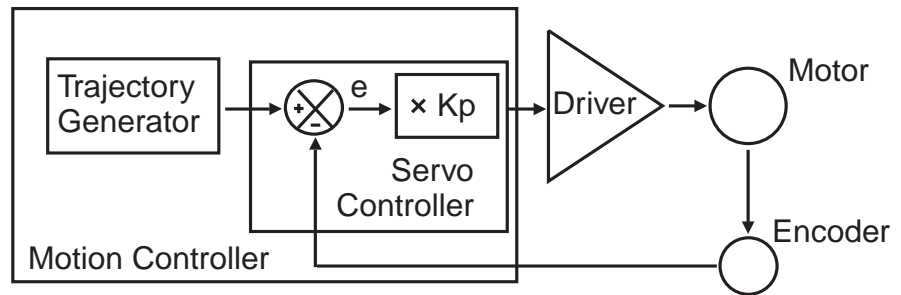 Trajectory
Generator
+
-
e
× Kp
Servo
Controller
Motion Controller
Driver
Motor
Encoder